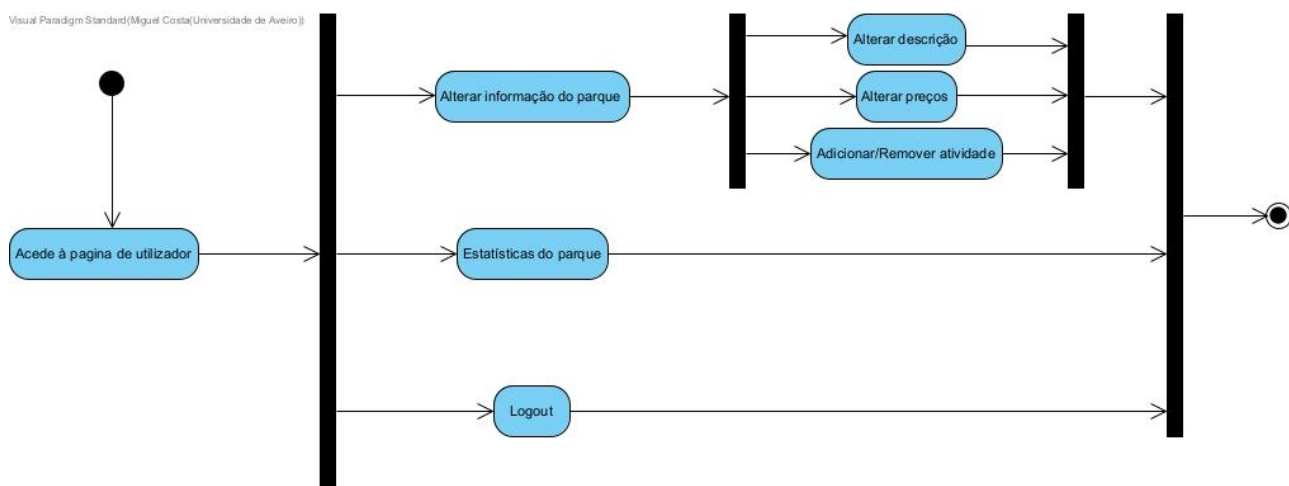 Visual Paradigm Standard(Miguel Costa(Universidade de Aveiro))
Alterar descrição
Alterar informação do parque
Alterar preços
Adicionar/Remover atividade
Acede à pagina de utilizador
Estatísticas do parque
Logout